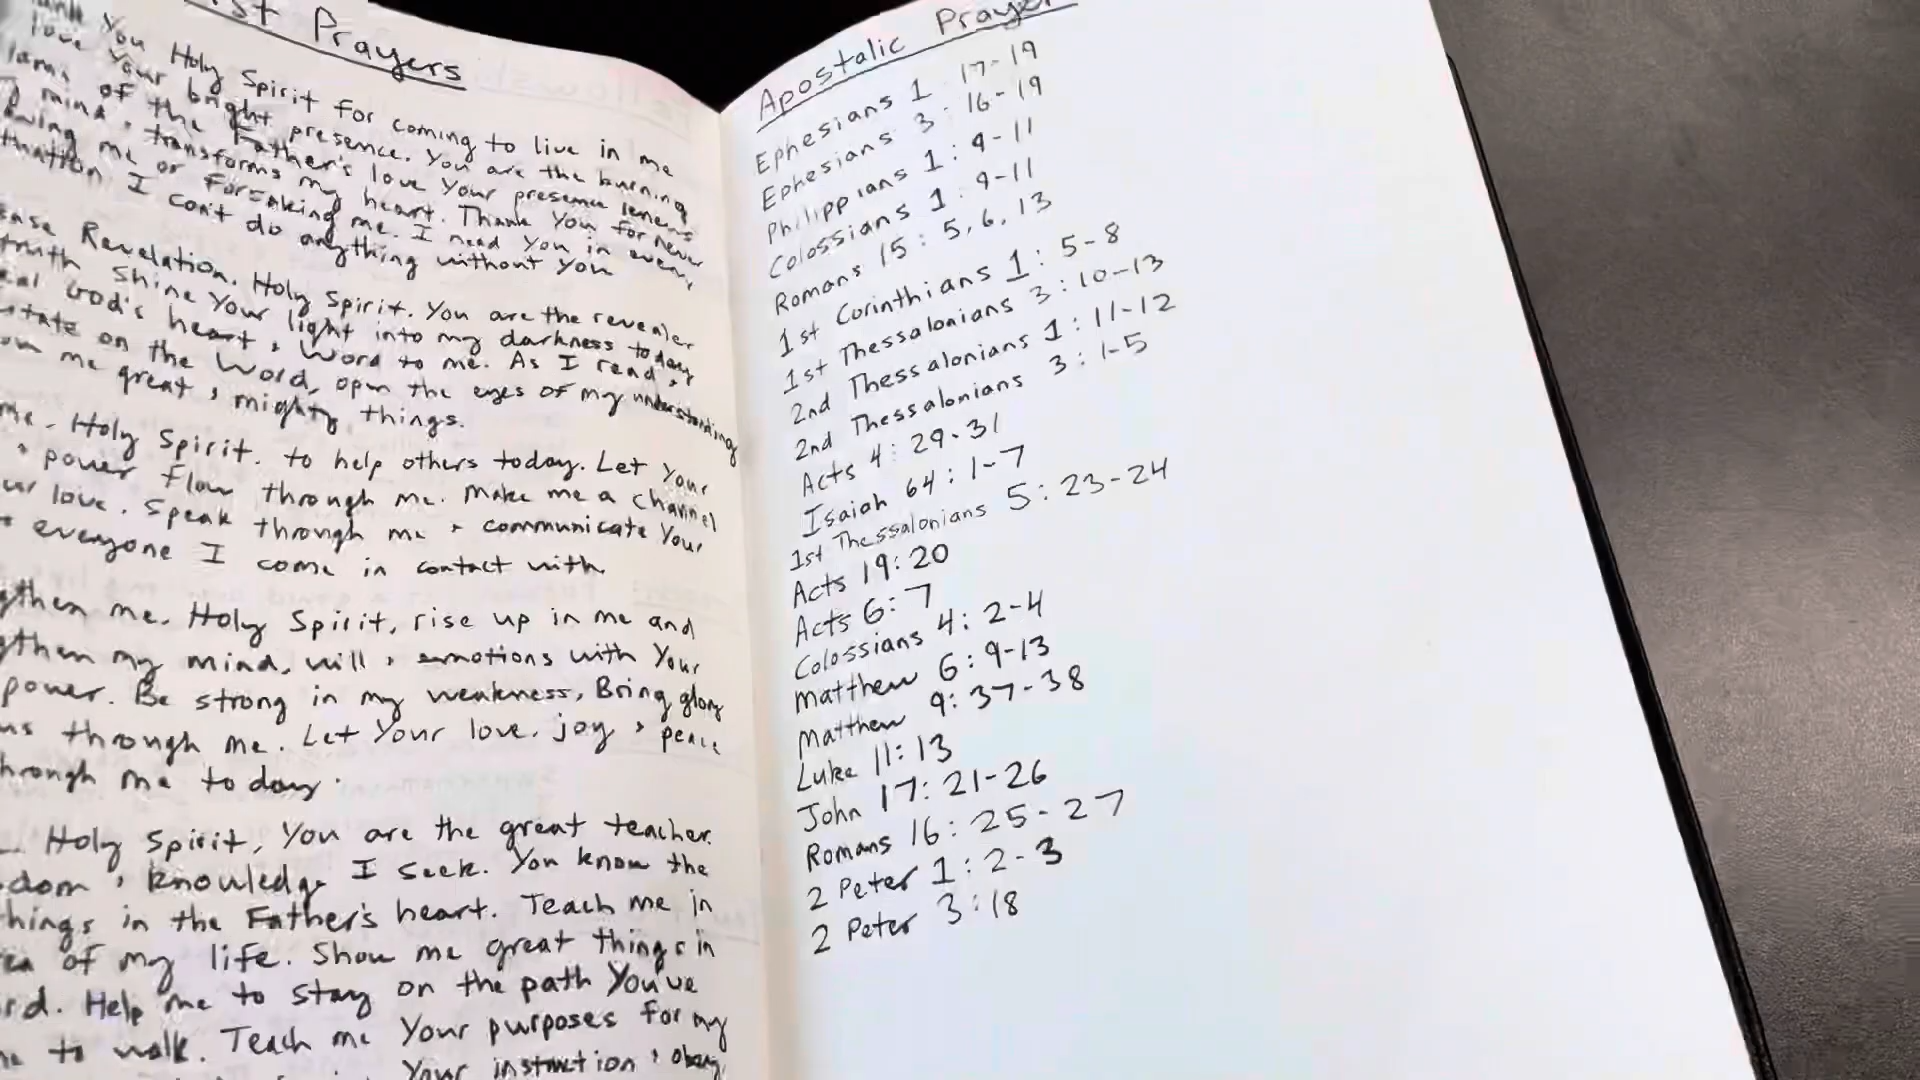 Prayers
You Holy Spirit for coming to live in me
love Your bright presence. You are the burning
of the Father's love Your presence
mind, transforms my heart. Thank You for never
me or forsaking me. I need You in every
I can't do anything without You
Revelation. Holy Spirit. You are the revealer
truth Shine Your light into my darkness today
God's heart, Word to me. As I read,
on the Word, open the eyes of my understanding
me great, mighty things.
me. Holy Spirit. to help others today. Let Your
, power flow through me. Make me a channel
love. Speak through me + communicate Your
everyone I come in contact with.
me. Holy Spirit, rise up in me and
my mind, will, emotions with Your
power. Be strong in my weakness, Bring glory
through me. Let Your love, joy, peace
through me today.
Holy Spirit, You are the great teacher.
, knowledge I seek. You know the
things in the Father's heart. Teach me in
of my life. Show me great things in
Help me to stay on the path You've
to walk. Teach me Your purposes for my
Your instruction, obey
Apostalic Prayer
Ephesians 1 17-19
Ephesians 3: 16-19
Philippians 1: 9-11
Colossians 1: 9-11
Romans 15: 5, 6, 13
1st Corinthians 1: 5-8
1st Thessalonians 3: 10-13
2nd Thessalonians 1: 11-12
2nd Thessalonians 3: 1-5
Acts 4: 29-31
Isaiah 64: 1-7
1st Thessalonians 5: 23-24
Acts 19: 20
Acts 6: 7
Colossians 4: 2-4
Matthew 6: 9-13
Matthew 9: 37-38
Luke 11: 13
John 17: 21-26
Romans 16: 25-27
2 Peter 1: 2-3
2 Peter 3: 18